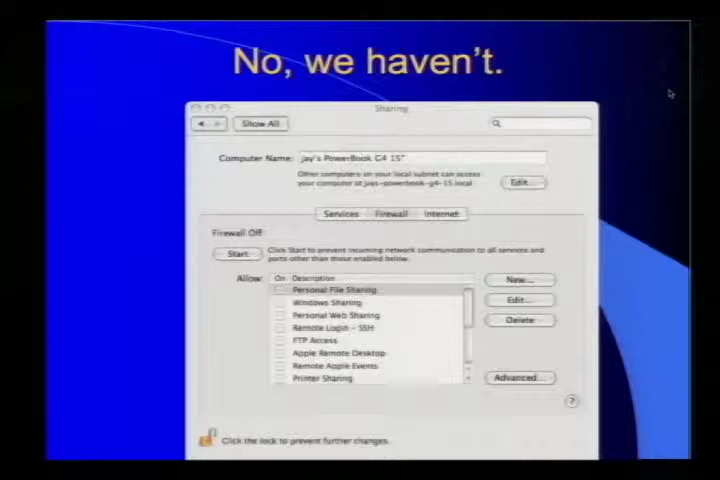 No, we haven't.
Sharing
Show All
Computer Name: jay's PowerBook G4 15"
Other computers on your local subnet can access
your computer at jays-powerbook-g4-15.local
Edit...
Services Firewall Internet
Firewall Off
Start
Click Start to prevent incoming network communication to all services and
ports other than those enabled below.
Allow: On Description
Personal File Sharing
Windows Sharing
Personal Web Sharing
Remote Login - SSH
FTP Access
Apple Remote Desktop
Remote Apple Events
Printer Sharing
New...
Edit...
Delete
Advanced...
?
Click the lock to prevent further changes.